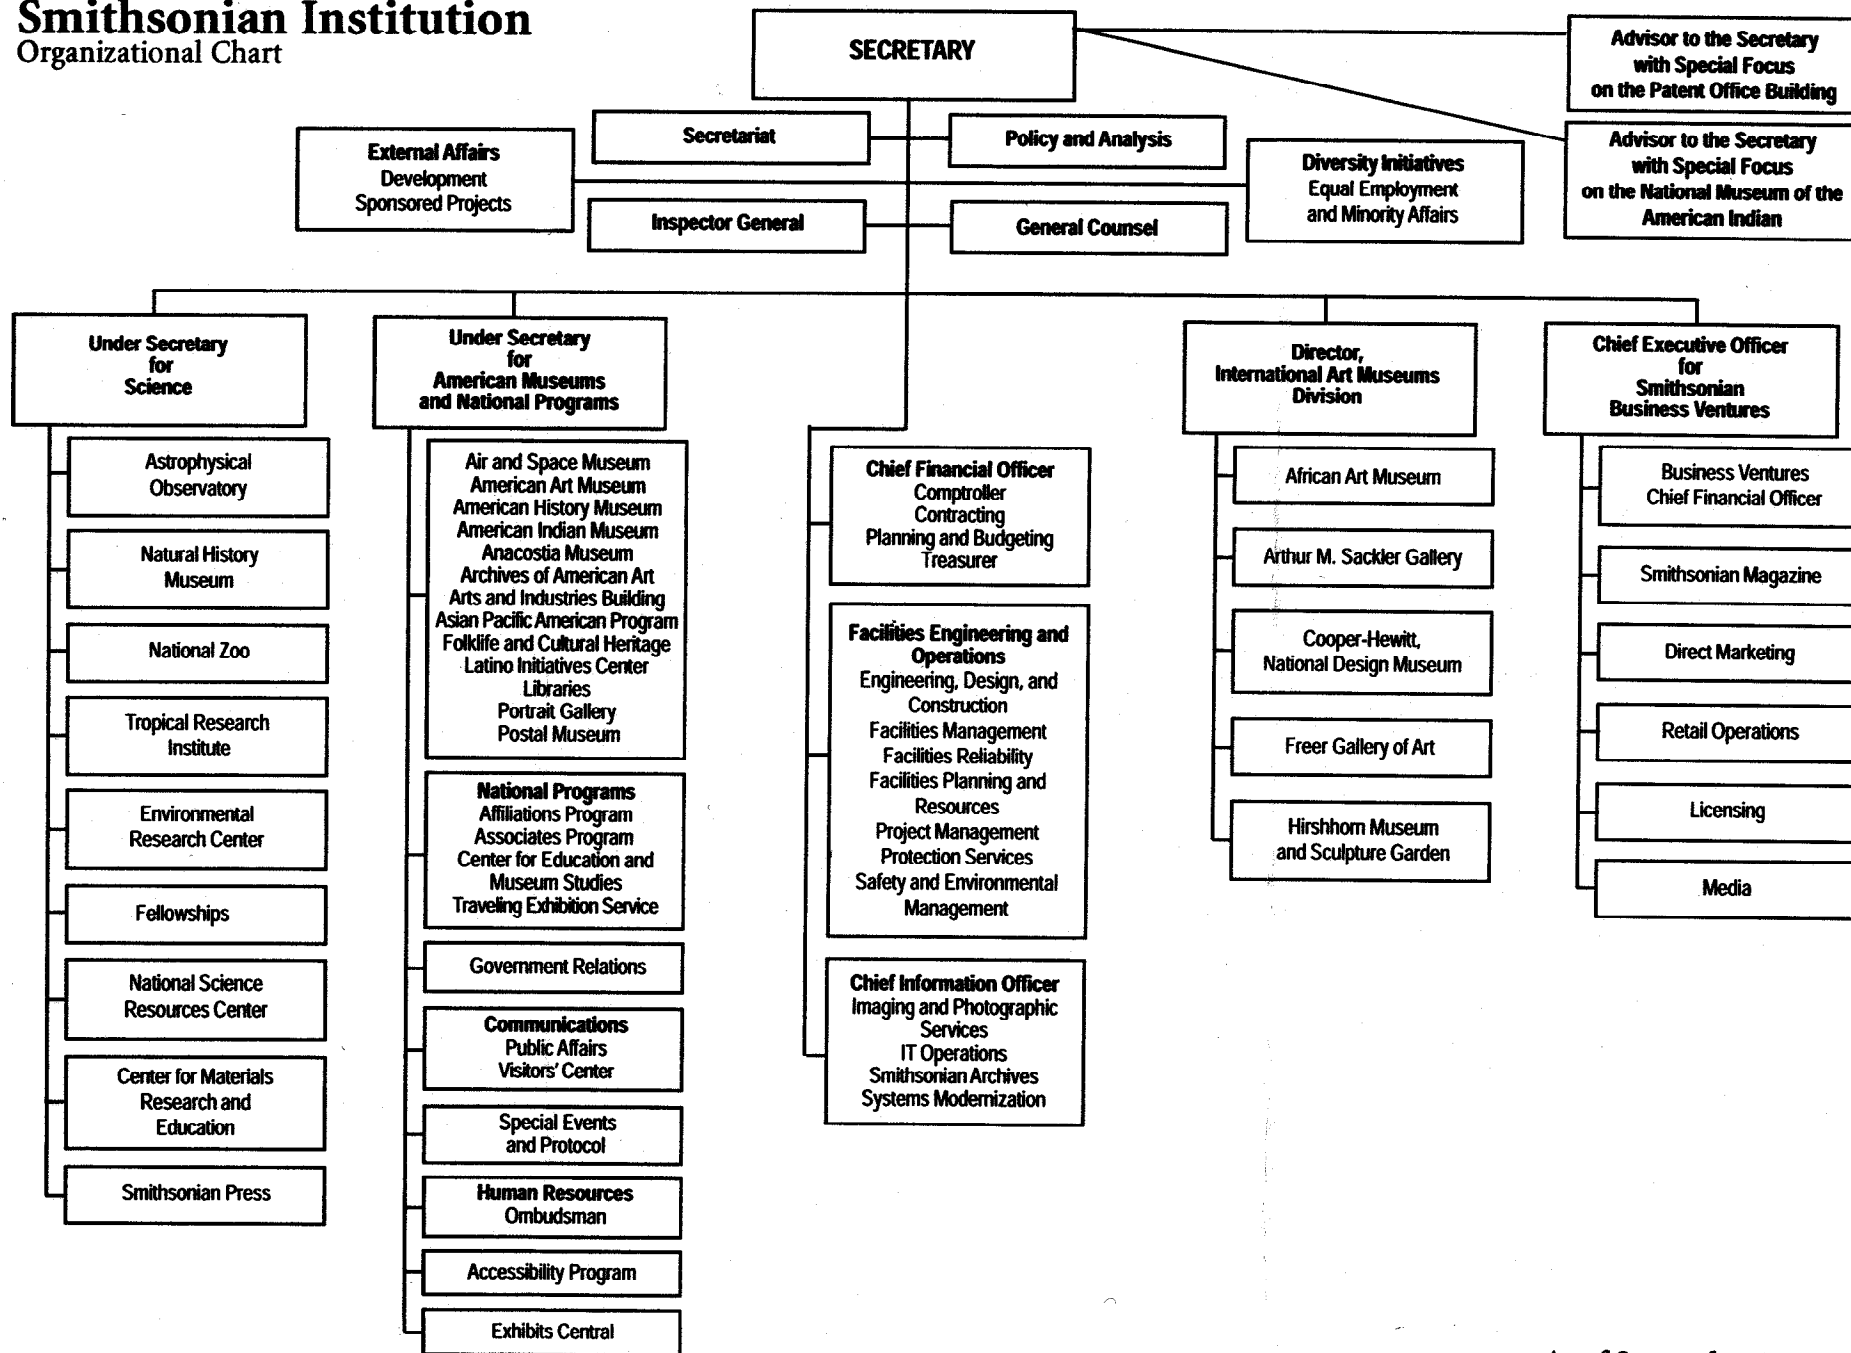 Smithsonian Institution
Organizational Chart
SECRETARY
Advisor to the Secretary
with Special Focus
on the Patent Office Building
Advisor to the Secretary
with Special Focus
on the National Museum of the
American Indian
Secretariat
Policy and Analysis
External Affairs
Development
Sponsored Projects
Diversity Initiatives
Equal Employment
and Minority Affairs
Inspector General
General Counsel
Under Secretary
for
Science
Astrophysical
Observatory
Natural History
Museum
National Zoo
Tropical Research
Institute
Environmental
Research Center
Fellowships
National Science
Resources Center
Center for Materials
Research and
Education
Smithsonian Press
Under Secretary
for
American Museums
and National Programs
Air and Space Museum
American Art Museum
American History Museum
American Indian Museum
Anacostia Museum
Archives of American Art
Arts and Industries Building
Asian Pacific American Program
Folklife and Cultural Heritage
Latino Initiatives Center
Libraries
Portrait Gallery
Postal Museum
National Programs
Affiliations Program
Associates Program
Center for Education and
Museum Studies
Traveling Exhibition Service
Government Relations
Communications
Public Affairs
Visitors' Center
Special Events
and Protocol
Human Resources
Ombudsman
Accessibility Program
Exhibits Central
Chief Financial Officer
Comptroller
Contracting
Planning and Budgeting
Treasurer
Facilities Engineering and
Operations
Engineering, Design, and
Construction
Facilities Management
Facilities Reliability
Facilities Planning and
Resources
Project Management
Protection Services
Safety and Environmental
Management
Chief Information Officer
Imaging and Photographic
Services
IT Operations
Smithsonian Archives
Systems Modernization
Director,
International Art Museums
Division
African Art Museum
Arthur M. Sackler Gallery
Cooper-Hewitt,
National Design Museum
Freer Gallery of Art
Hirshhorn Museum
and Sculpture Garden
Chief Executive Officer
for
Smithsonian
Business Ventures
Business Ventures
Chief Financial Officer
Smithsonian Magazine
Direct Marketing
Retail Operations
Licensing
Media